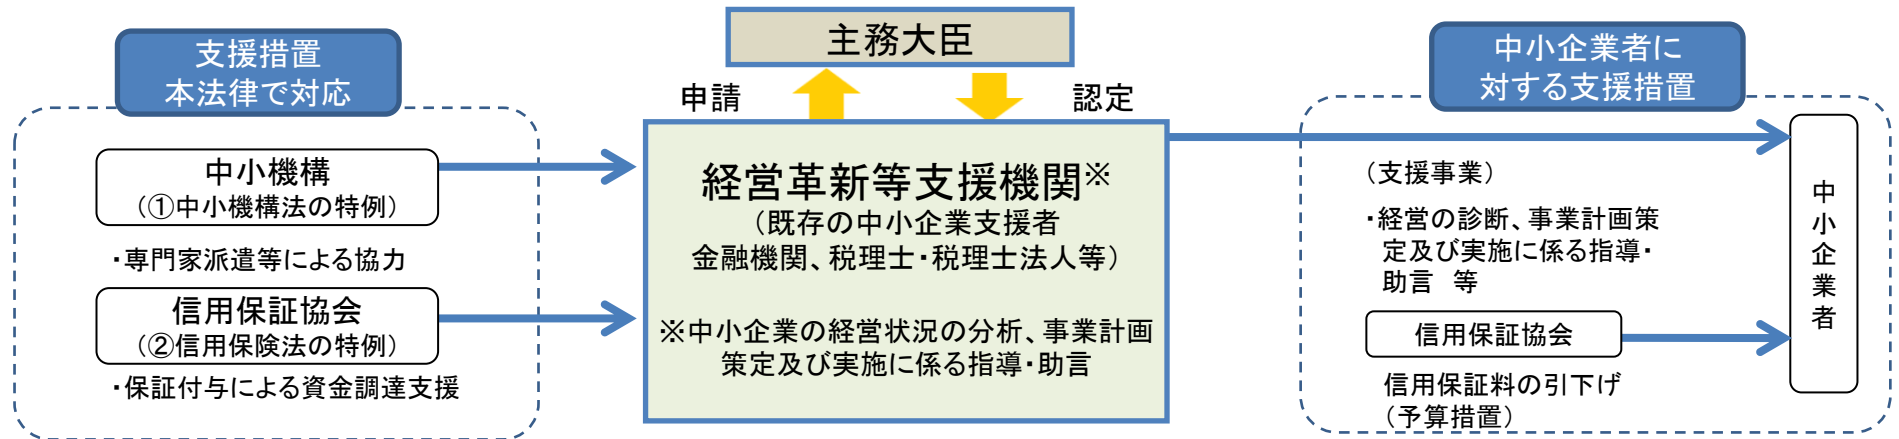 支援措置
本法律で対応
中小機構
（①中小機構法の特例）
・専門家派遣等による協力
信用保証協会
（②信用保険法の特例）
・保証付与による資金調達支援
主務大臣
申請
認定
経営革新等支援機関※
（既存の中小企業支援者
金融機関、税理士・税理士法人等）
※中小企業の経営状況の分析、事業計画
策定及び実施に係る指導・助言
中小企業者に
対する支援措置
（支援事業）
・経営の診断、事業計画策
定及び実施に係る指導・
助言　等
信用保証協会
信用保証料の引下げ
（予算措置）
中小企業者